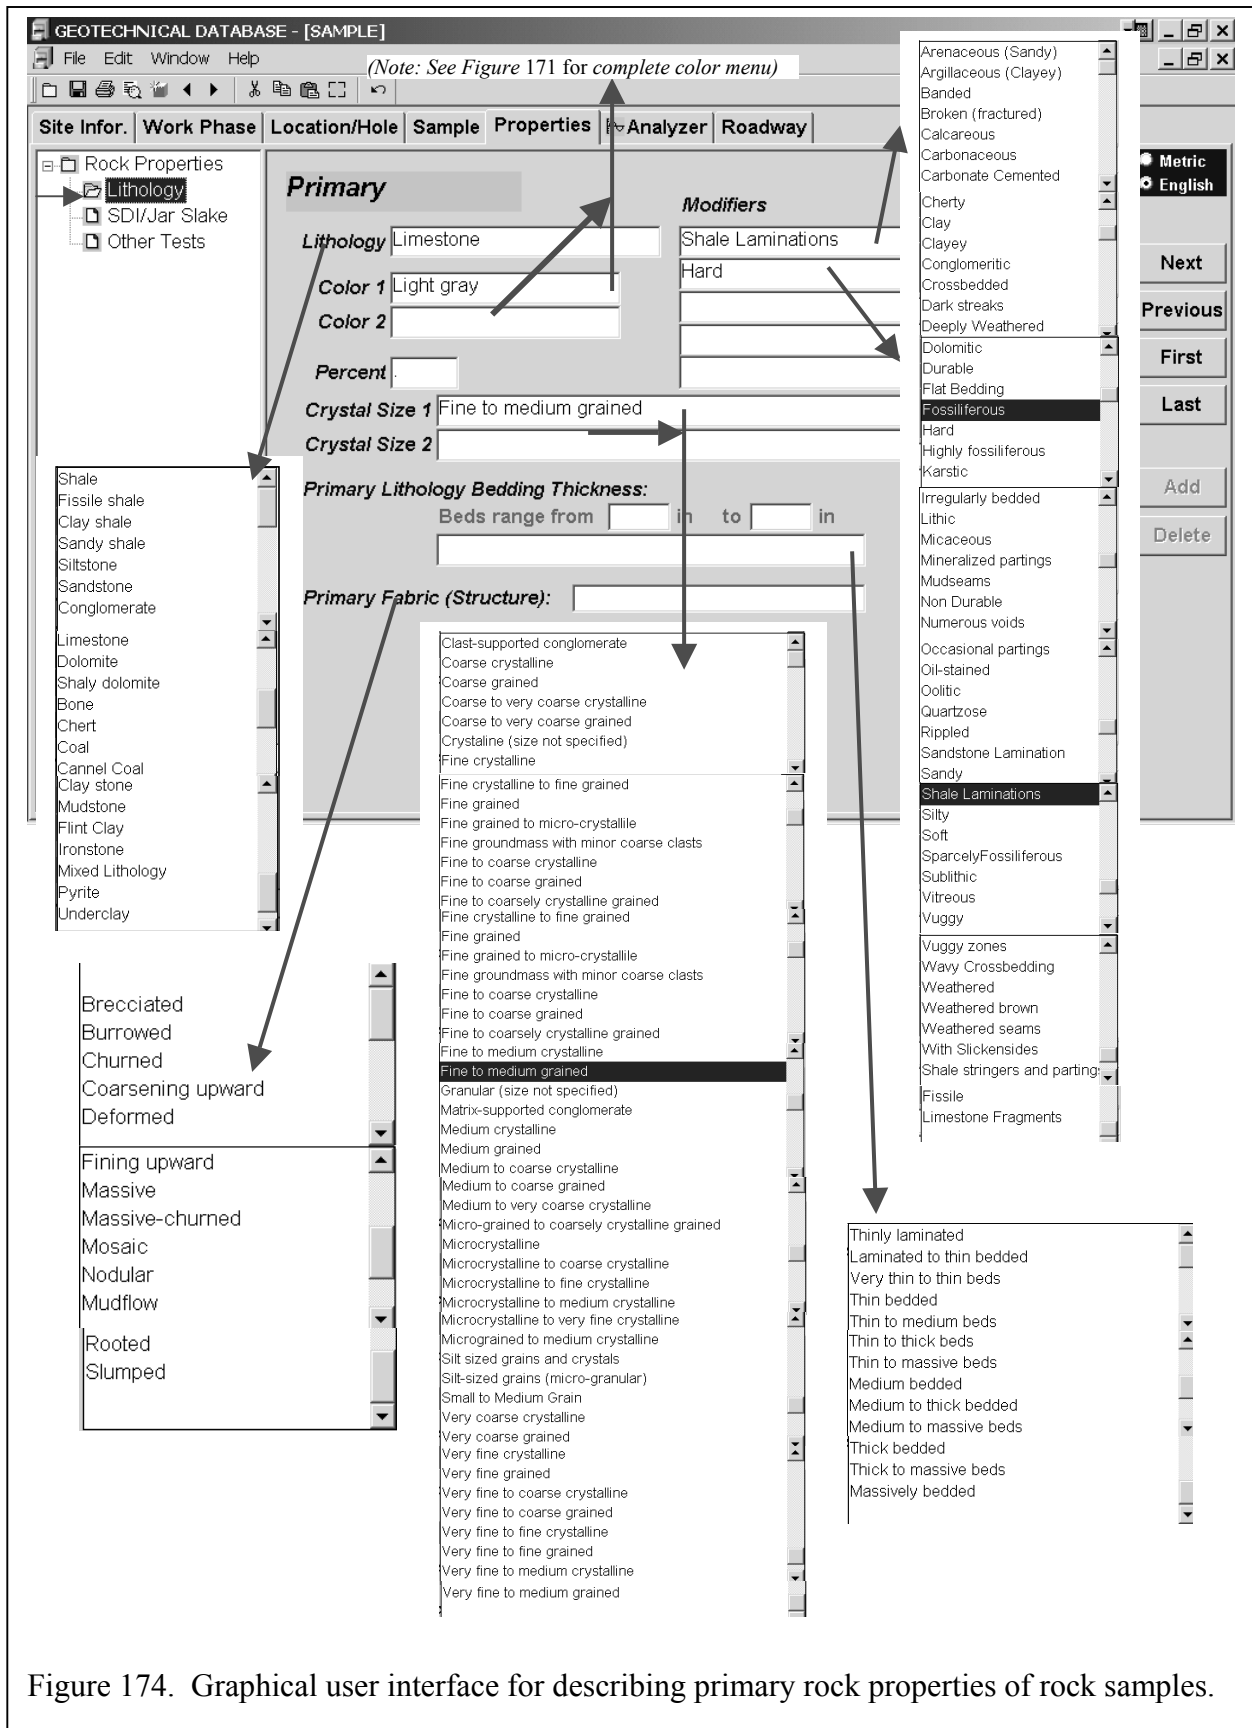 GEOTECHNICAL DATABASE - [SAMPLE]
File Edit Window Help
(Note: See Figure 171 for complete color menu)
Site Infor. Work Phase Location/Hole Sample Properties Analyzer Roadway
Rock Properties
Lithology
SDI/Jar Slake
Other Tests
Primary
Modifiers
Lithology Limestone
Shale Laminations
Hard
Color 1 Light gray
Color 2
Percent .
Crystal Size 1 Fine to medium grained
Crystal Size 2
Primary Lithology Bedding Thickness:
Beds range from in to in
Primary Fabric (Structure):
Metric
English
Next
Previous
First
Last
Add
Delete
Arenaceous (Sandy)
Argillaceous (Clayey)
Banded
Broken (fractured)
Calcareous
Carbonaceous
Carbonate Cemented
Cherty
Clay
Clayey
Conglomeritic
Crossbedded
Dark streaks
Deeply Weathered
Dolomitic
Durable
Flat Bedding
Fossiliferous
Hard
Highly fossiliferous
Karstic
Irregularly bedded
Lithic
Micaceous
Mineralized partings
Mudseams
Non Durable
Numerous voids
Occasional partings
Oil-stained
Oolitic
Quartzose
Rippled
Sandstone Lamination
Sandy
Shale Laminations
Silty
Soft
SparcelyFossiliferous
Sublithic
Vitreous
Vuggy
Vuggy zones
Wavy Crossbedding
Weathered
Weathered brown
Weathered seams
With Slickensides
Shale stringers and parting
Fissile
Limestone Fragments
Shale
Fissile shale
Clay shale
Sandy shale
Siltstone
Sandstone
Conglomerate
Limestone
Dolomite
Shaly dolomite
Bone
Chert
Coal
Cannel Coal
Clay stone
Mudstone
Flint Clay
Ironstone
Mixed Lithology
Pyrite
Underclay
Brecciated
Burrowed
Churned
Coarsening upward
Deformed
Fining upward
Massive
Massive-churned
Mosaic
Nodular
Mudflow
Rooted
Slumped
Clast-supported conglomerate
Coarse crystalline
Coarse grained
Coarse to very coarse crystalline
Coarse to very coarse grained
Crystaline (size not specified)
Fine crystalline
Fine crystalline to fine grained
Fine grained
Fine grained to micro-crystallile
Fine groundmass with minor coarse clasts
Fine to coarse crystalline
Fine to coarse grained
Fine to coarsely crystalline grained
Fine crystalline to fine grained
Fine grained
Fine grained to micro-crystallile
Fine groundmass with minor coarse clasts
Fine to coarse crystalline
Fine to coarse grained
Fine to coarsely crystalline grained
Fine to medium crystalline
Fine to medium grained
Granular (size not specified)
Matrix-supported conglomerate
Medium crystalline
Medium grained
Medium to coarse crystalline
Medium to coarse grained
Medium to very coarse crystalline
Micro-grained to coarsely crystalline grained
Microcrystalline
Microcrystalline to coarse crystalline
Microcrystalline to fine crystalline
Microcrystalline to medium crystalline
Microcrystalline to very fine crystalline
Micrograined to medium crystalline
Silt sized grains and crystals
Silt-sized grains (micro-granular)
Small to Medium Grain
Very coarse crystalline
Very coarse grained
Very fine crystalline
Very fine grained
Very fine to coarse crystalline
Very fine to coarse grained
Very fine to fine crystalline
Very fine to fine grained
Very fine to medium crystalline
Very fine to medium grained
Thinly laminated
Laminated to thin bedded
Very thin to thin beds
Thin bedded
Thin to medium beds
Thin to thick beds
Thin to massive beds
Medium bedded
Medium to thick bedded
Medium to massive beds
Thick bedded
Thick to massive beds
Massively bedded
Figure 174. Graphical user interface for describing primary rock properties of rock samples.